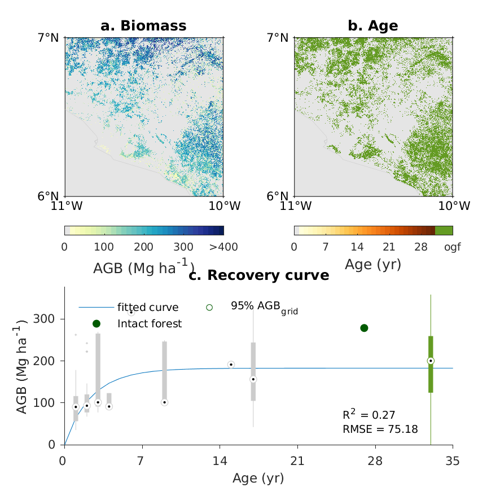 a. Biomass
b. Age
7°N
6°N
11°W
10°W
7°N
6°N
11°W
10°W
0 100 200 300 >400
AGB (Mg ha⁻¹)
0 7 14 21 28 ogf
Age (yr)
c. Recovery curve
fitted curve
95% AGB_grid
Intact forest
300
200
100
0
AGB (Mg ha⁻¹)
R² = 0.27
RMSE = 75.18
0 7 14 21 28 35
Age (yr)